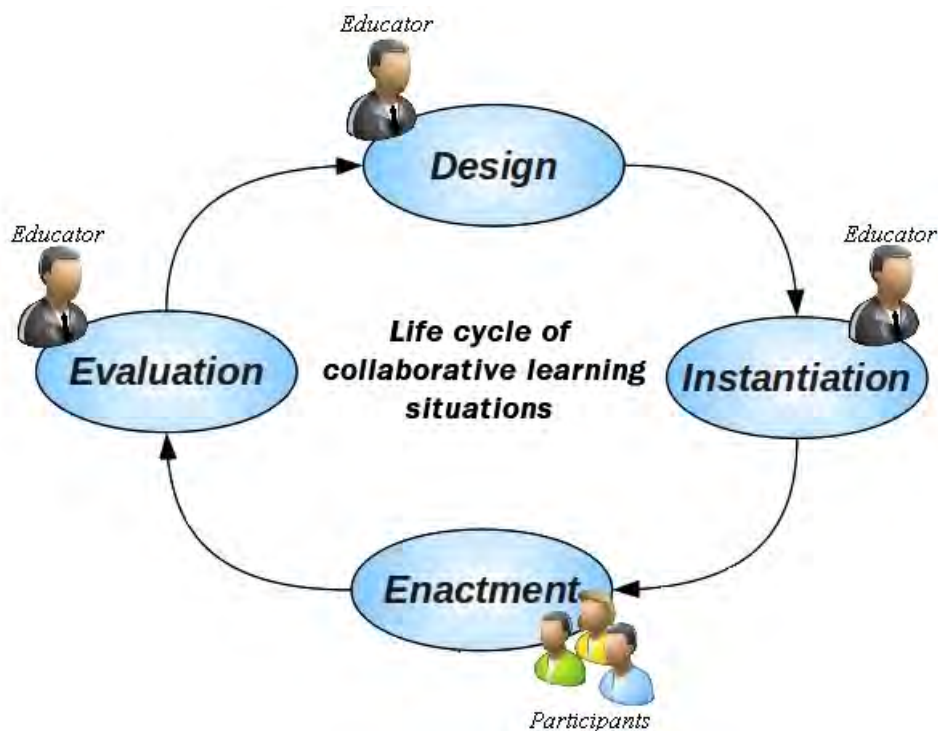 Educator
Design
Educator
Educator
Life cycle of
collaborative learning
situations
Evaluation
Instantiation
Enactment
Participants